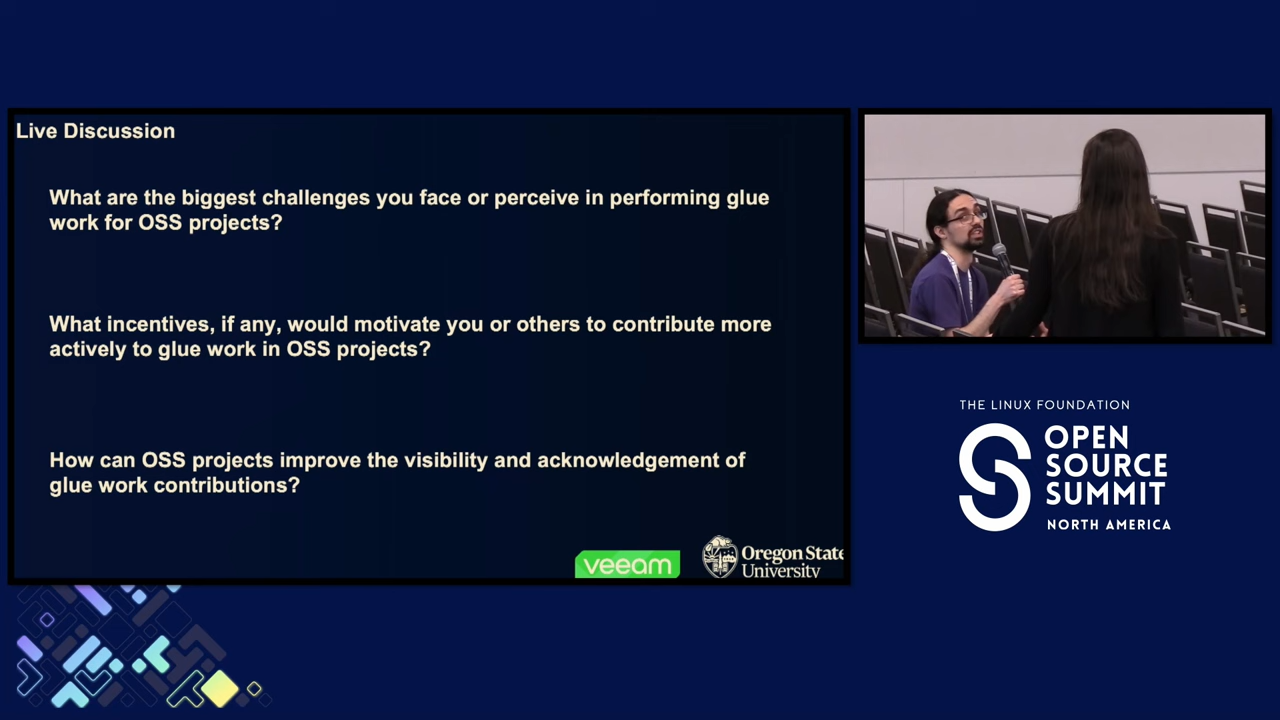 Live Discussion
What are the biggest challenges you face or perceive in performing glue
work for OSS projects?
What incentives, if any, would motivate you or others to contribute more
actively to glue work in OSS projects?
How can OSS projects improve the visibility and acknowledgement of
glue work contributions?
veeam
Oregon State
University
THE LINUX FOUNDATION
OPEN
SOURCE
SUMMIT
NORTH AMERICA